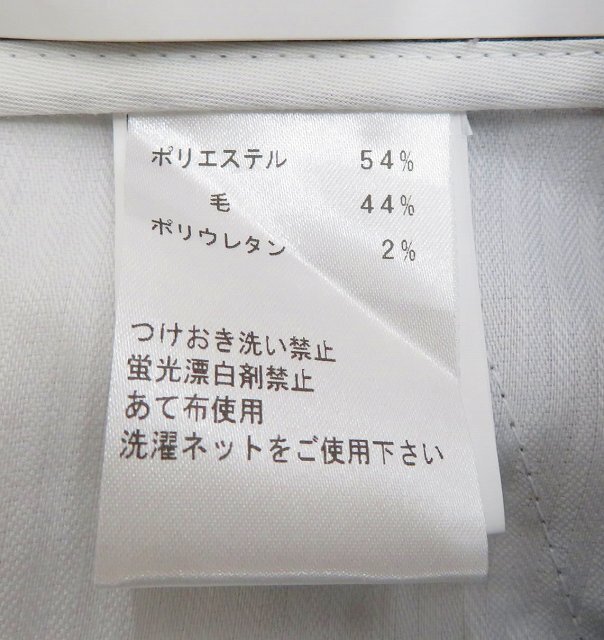 ポリエステル 54%
毛 44%
ポリウレタン 2%
つけおき洗い禁止
蛍光漂白剤禁止
あて布使用
洗濯ネットをご使用下さい